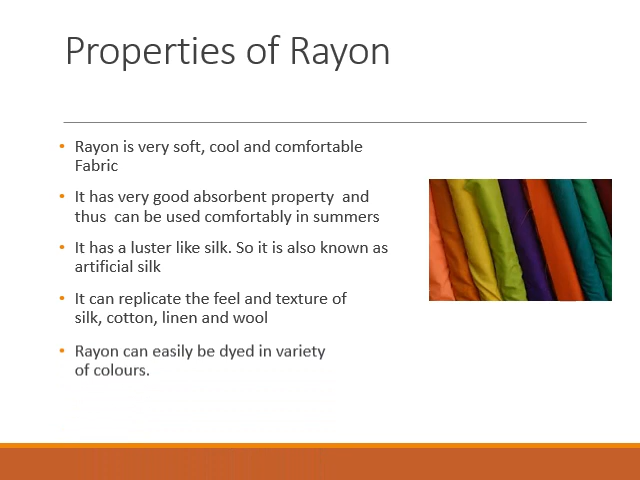 Properties of Rayon
• Rayon is very soft, cool and comfortable
Fabric
• It has very good absorbent property  and
thus  can be used comfortably in summers
• It has a luster like silk. So it is also known as
artificial silk
• It can replicate the feel and texture of
silk, cotton, linen and wool
• Rayon can easily be dyed in variety
of colours.